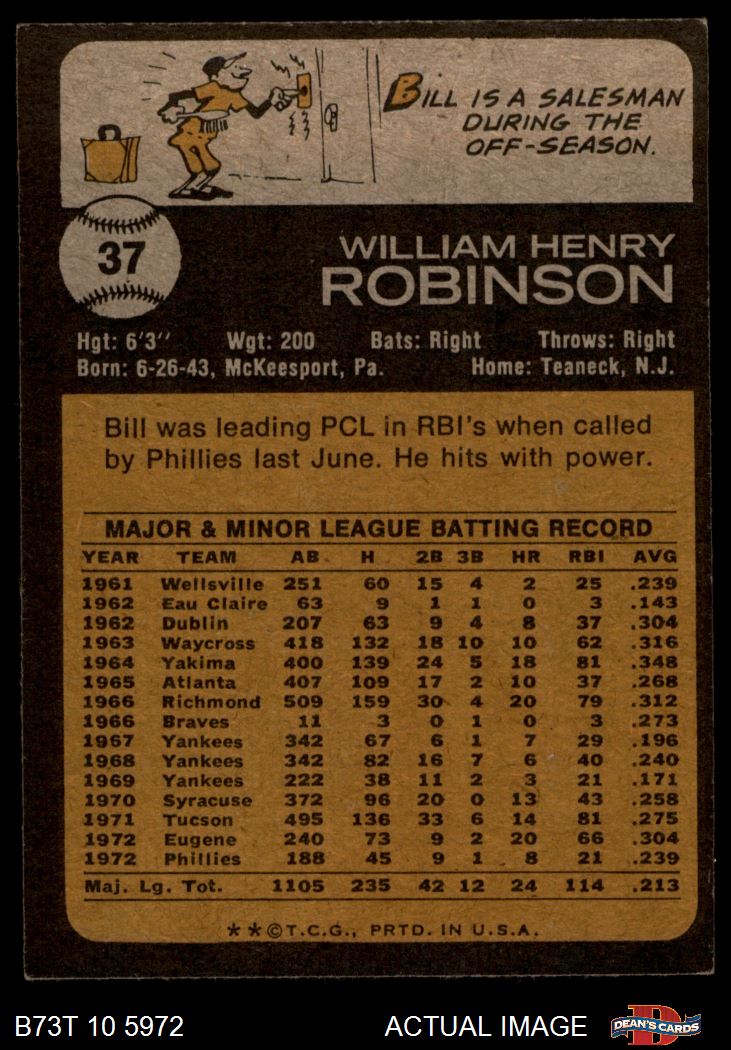 BILL IS A SALESMAN
DURING THE
OFF-SEASON.
37
WILLIAM HENRY
ROBINSON
Hgt: 6'3'' Wgt: 200 Bats: Right Throws: Right
Born: 6-26-43, McKeesport, Pa. Home: Teaneck, N.J.
Bill was leading PCL in RBI's when called
by Phillies last June. He hits with power.
MAJOR & MINOR LEAGUE BATTING RECORD
YEAR TEAM AB H 2B 3B HR RBI AVG
1961 Wellsville 251 60 15 4 2 25 .239
1962 Eau Claire 63 9 1 1 0 3 .143
1962 Dublin 207 63 9 4 8 37 .304
1963 Waycross 418 132 18 10 10 62 .316
1964 Yakima 400 139 24 5 18 81 .348
1965 Atlanta 407 109 17 2 10 37 .268
1966 Richmond 509 159 30 4 20 79 .312
1966 Braves 11 3 0 1 0 3 .273
1967 Yankees 342 67 6 1 7 29 .196
1968 Yankees 342 82 16 7 6 40 .240
1969 Yankees 222 38 11 2 3 21 .171
1970 Syracuse 372 96 20 0 13 43 .258
1971 Tucson 495 136 33 6 14 81 .275
1972 Eugene 240 73 9 2 20 66 .304
1972 Phillies 188 45 9 1 8 21 .239
Maj. Lg. Tot. 1105 235 42 12 24 114 .213
**©T.C.G., PRTD. IN U.S.A.
B73T 10 5972 ACTUAL IMAGE DEAN'S CARDS